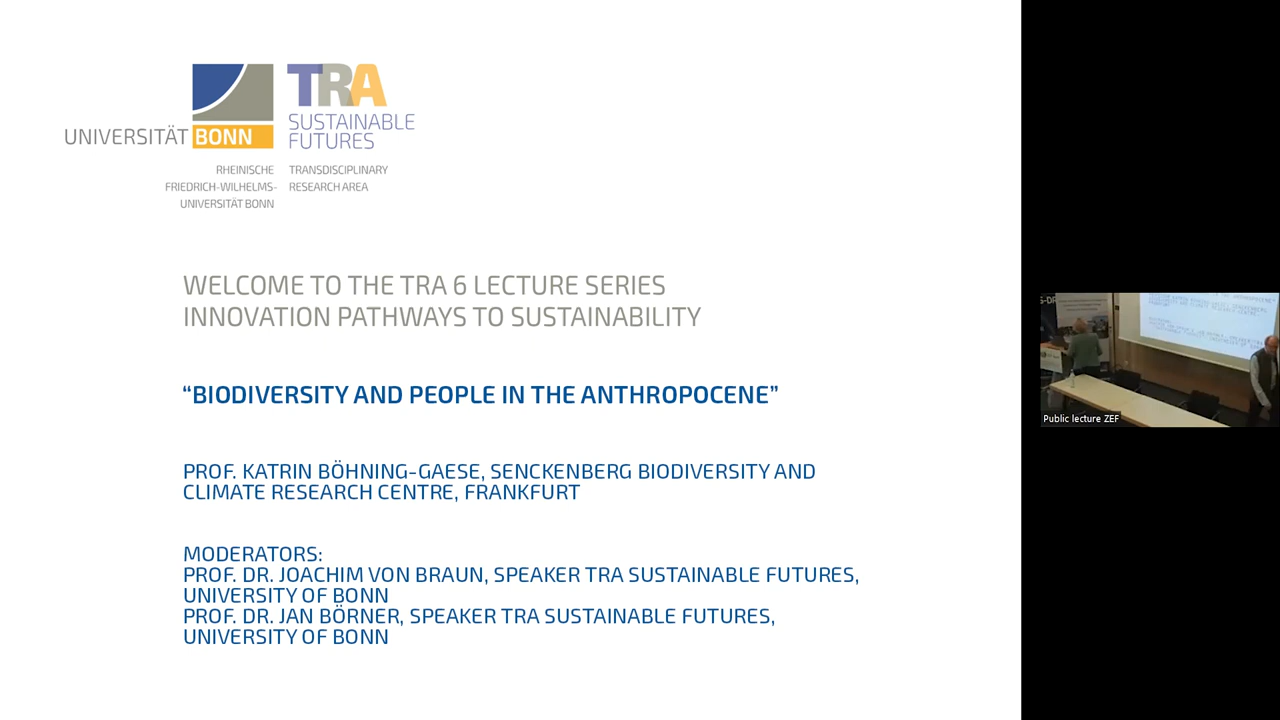 UNIVERSITÄT BONN
TRA
SUSTAINABLE
FUTURES
RHEINISCHE
FRIEDRICH-WILHELMS-
UNIVERSITÄT BONN
TRANSDISCIPLINARY
RESEARCH AREA
WELCOME TO THE TRA 6 LECTURE SERIES
INNOVATION PATHWAYS TO SUSTAINABILITY
“BIODIVERSITY AND PEOPLE IN THE ANTHROPOCENE”
PROF. KATRIN BÖHNING-GAESE, SENCKENBERG BIODIVERSITY AND
CLIMATE RESEARCH CENTRE, FRANKFURT
MODERATORS:
PROF. DR. JOACHIM VON BRAUN, SPEAKER TRA SUSTAINABLE FUTURES,
UNIVERSITY OF BONN
PROF. DR. JAN BÖRNER, SPEAKER TRA SUSTAINABLE FUTURES,
UNIVERSITY OF BONN
Public lecture ZEF